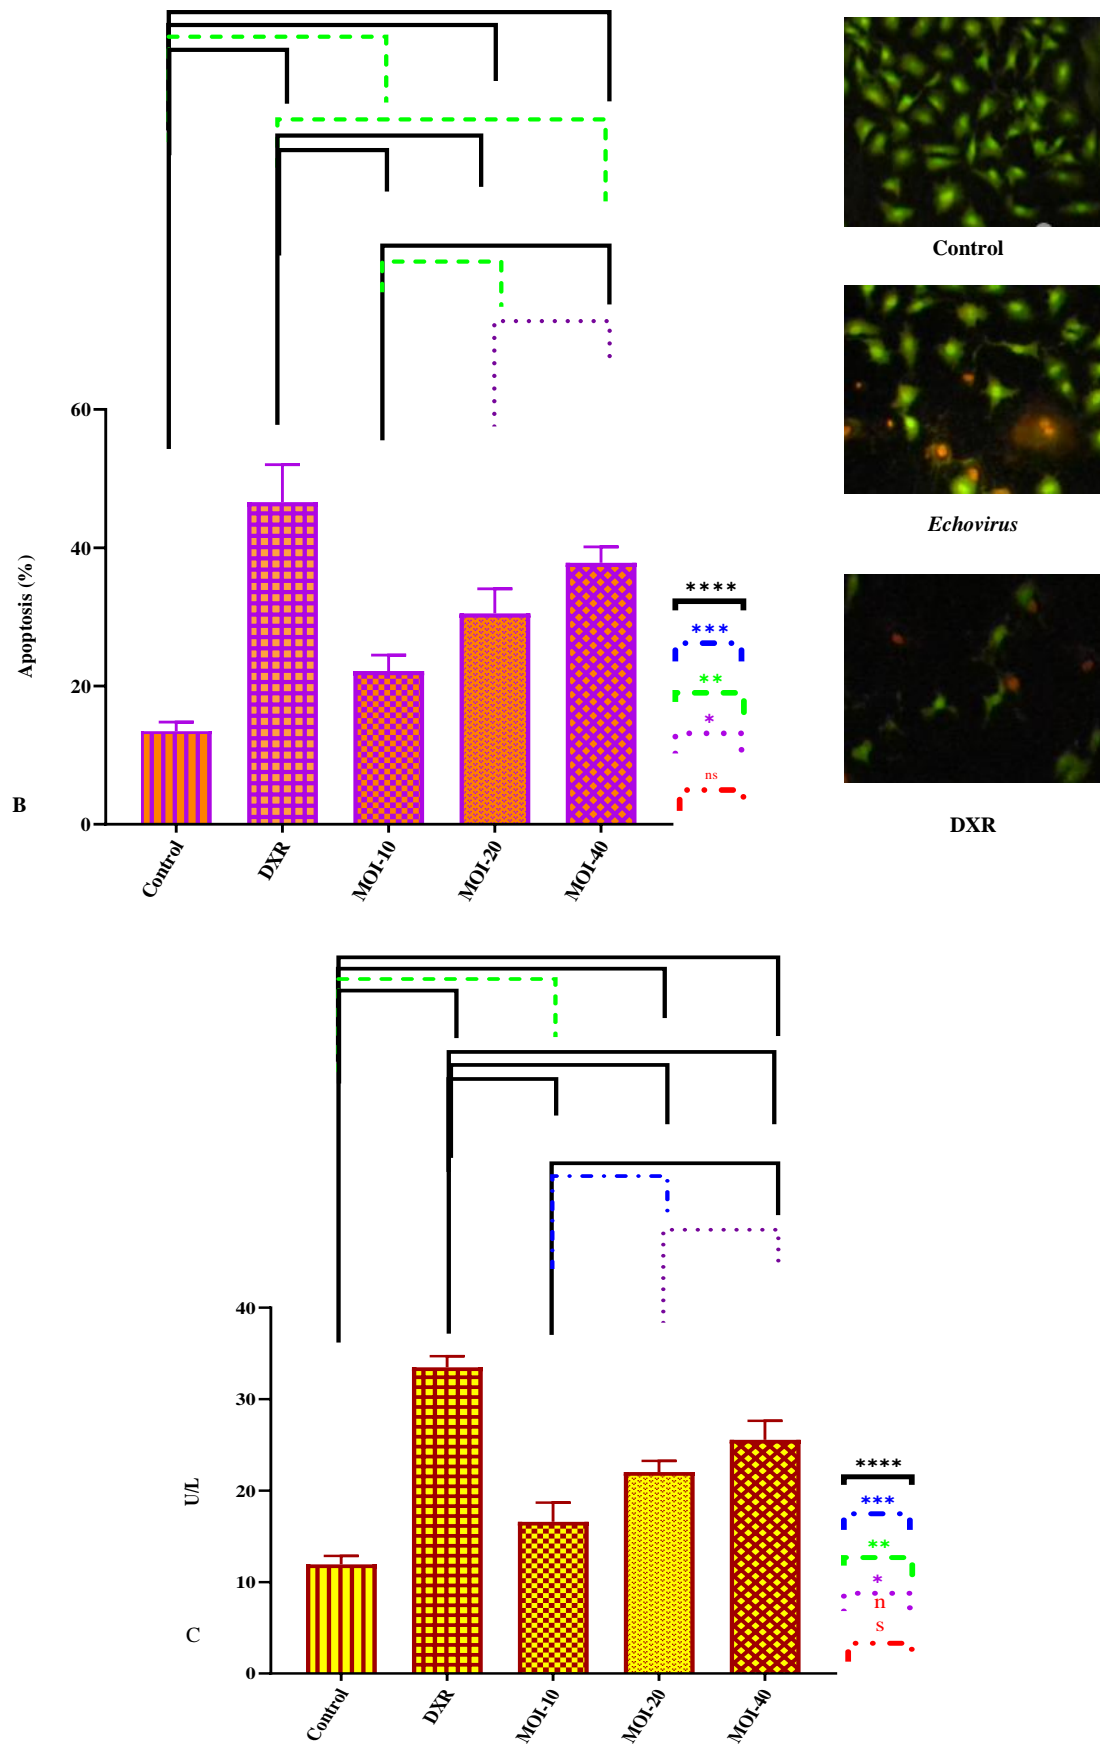 Control
Echovirus
DXR
B
Apoptosis (%)
60
40
20
0
Control
DXR
MOI-10
MOI-20
MOI-40
****
***
**
*
ns
C
U/L
40
30
20
10
0
Control
DXR
MOI-10
MOI-20
MOI-40
****
***
**
*
n
s